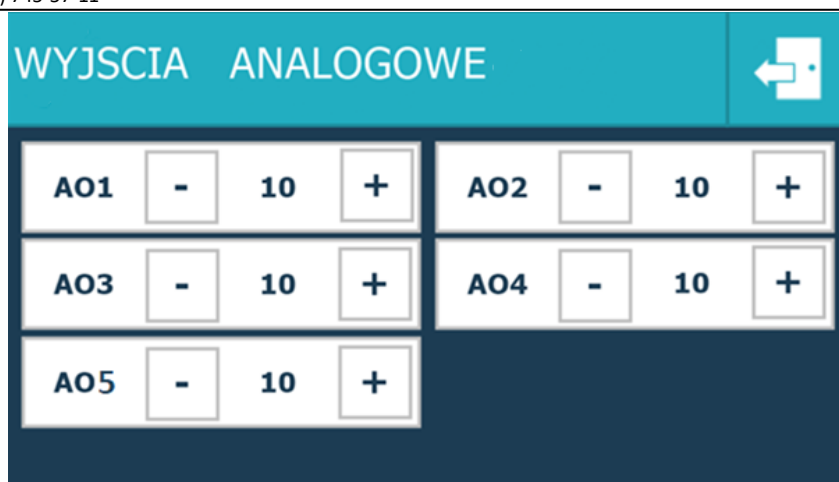 WYJSCIA ANALOGOWE
AO1 - 10 + AO2 - 10 +
AO3 - 10 + AO4 - 10 +
AO5 - 10 +